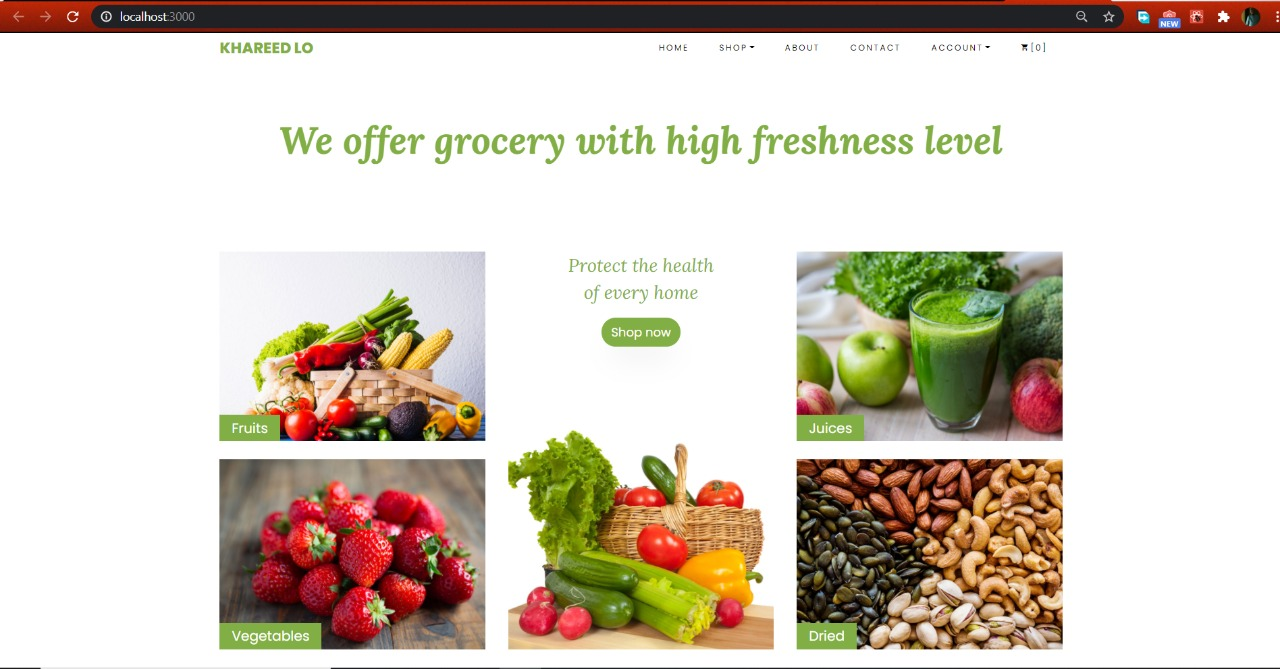 localhost:3000
NEW
KHAREED LO
HOME SHOP ABOUT CONTACT ACCOUNT [0]
We offer grocery with high freshness level
Protect the health
of every home
Shop now
Fruits
Juices
Vegetables
Dried